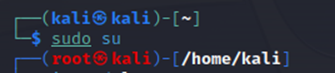 ┌──(kali㉿kali)-[~]
└─$ sudo su
┌──(root㉿kali)-[/home/kali]